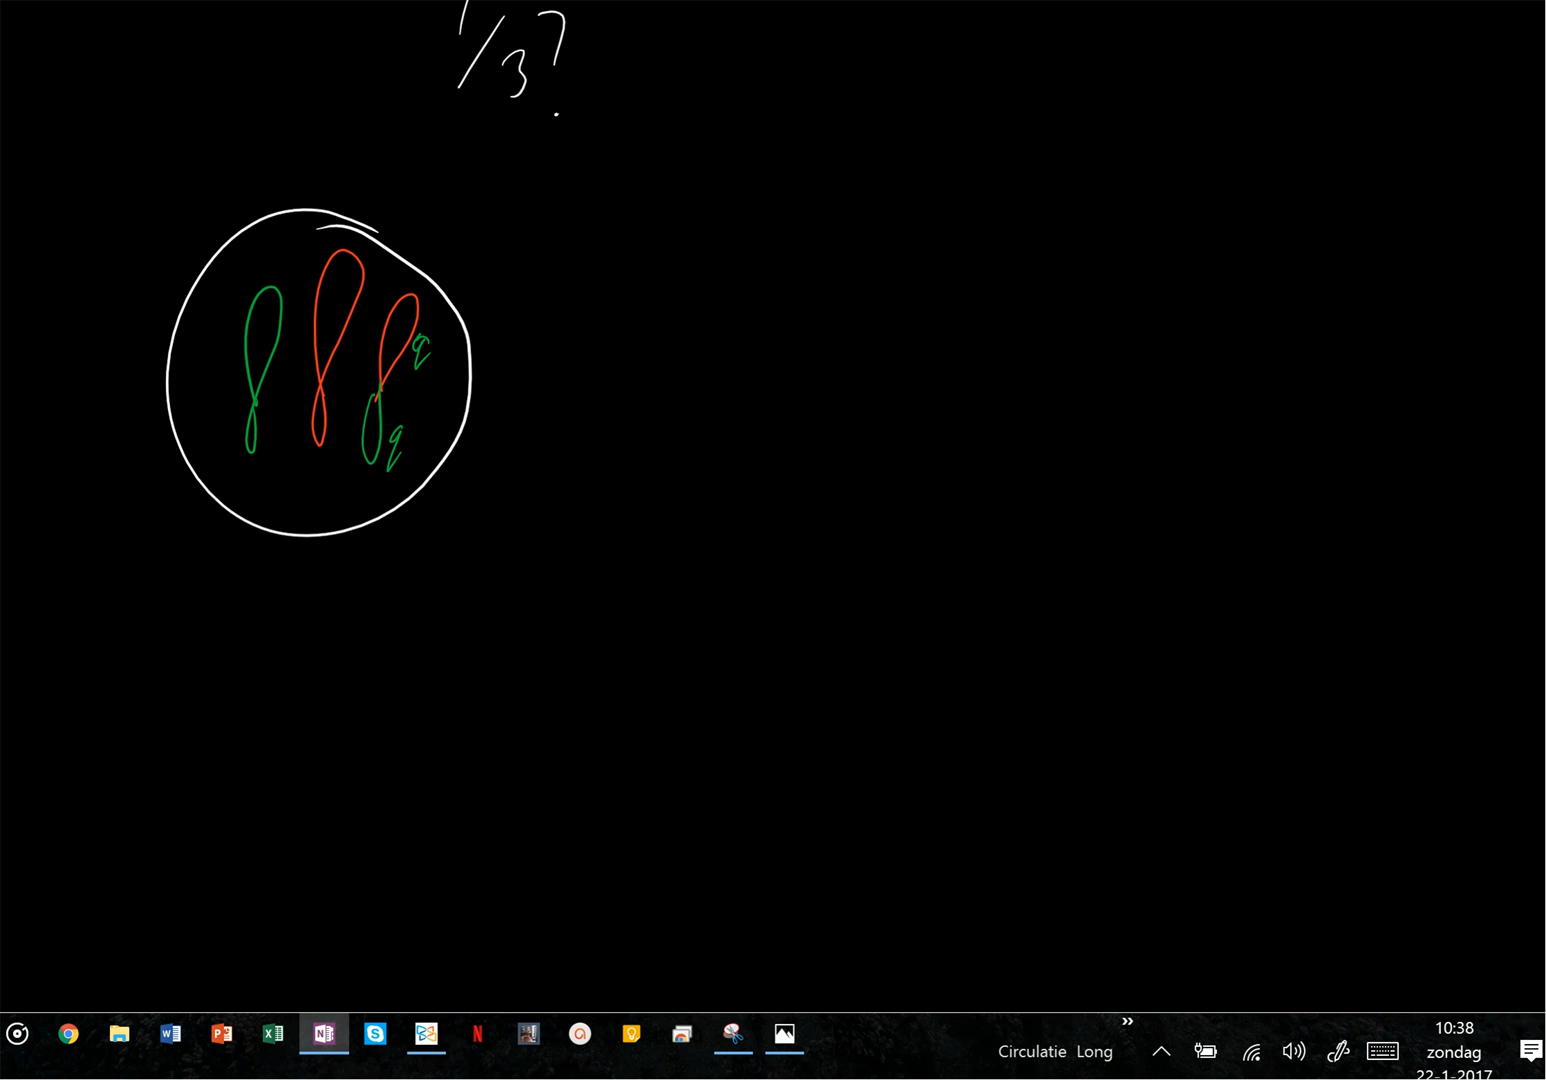 1/3?
q
q
Circulatie Long
10:38
zondag
22-1-2017